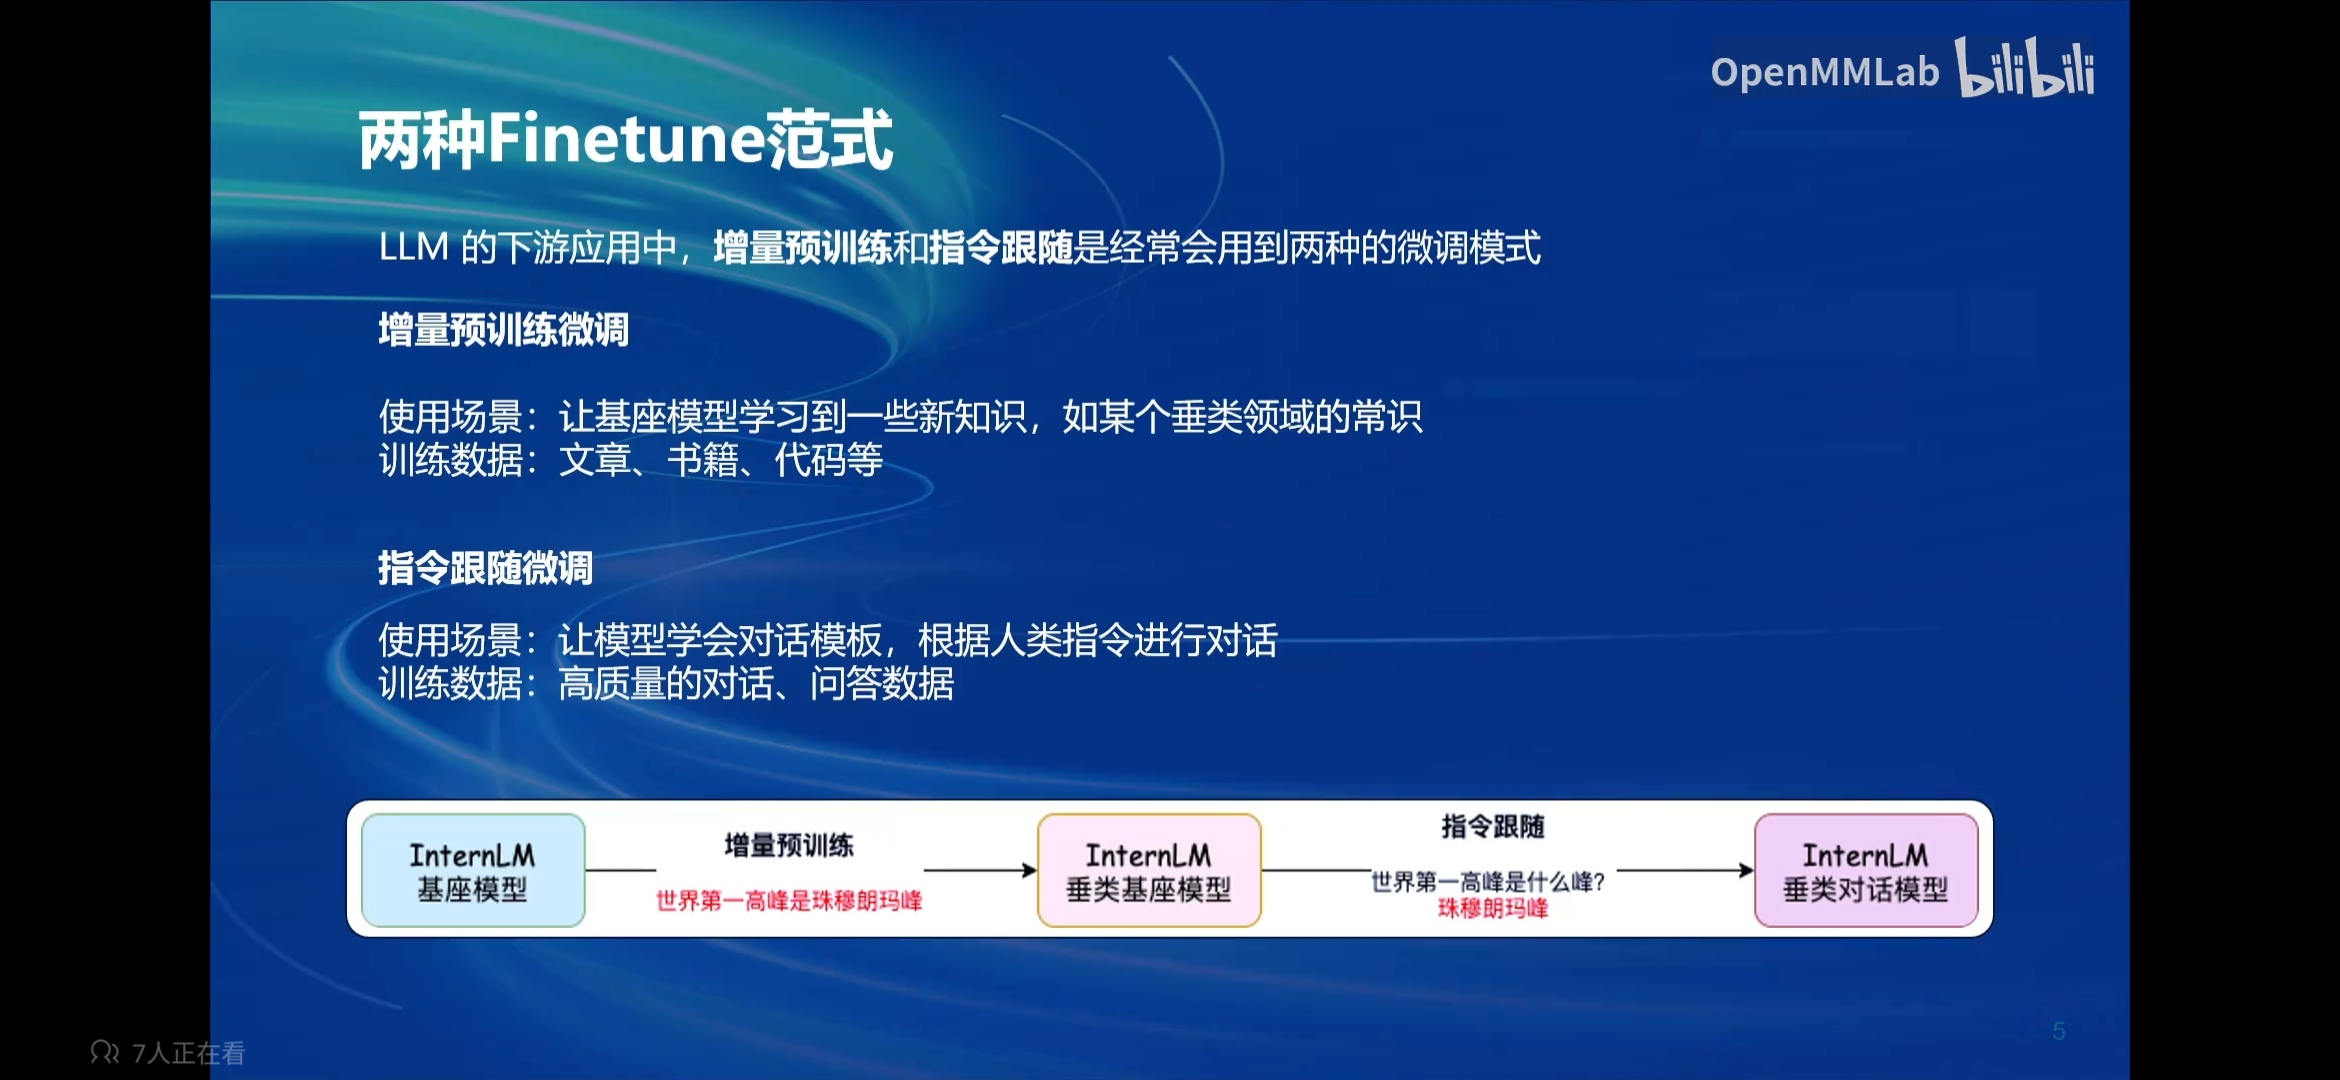 OpenMMLab bilibili
两种Finetune范式
LLM 的下游应用中，增量预训练和指令跟随是经常会用到两种的微调模式
增量预训练微调
使用场景：让基座模型学习到一些新知识，如某个垂类领域的常识
训练数据：文章、书籍、代码等
指令跟随微调
使用场景：让模型学会对话模板，根据人类指令进行对话
训练数据：高质量的对话、问答数据
InternLM
基座模型
增量预训练
世界第一高峰是珠穆朗玛峰
InternLM
垂类基座模型
指令跟随
世界第一高峰是什么峰？
珠穆朗玛峰
InternLM
垂类对话模型
5
7人正在看